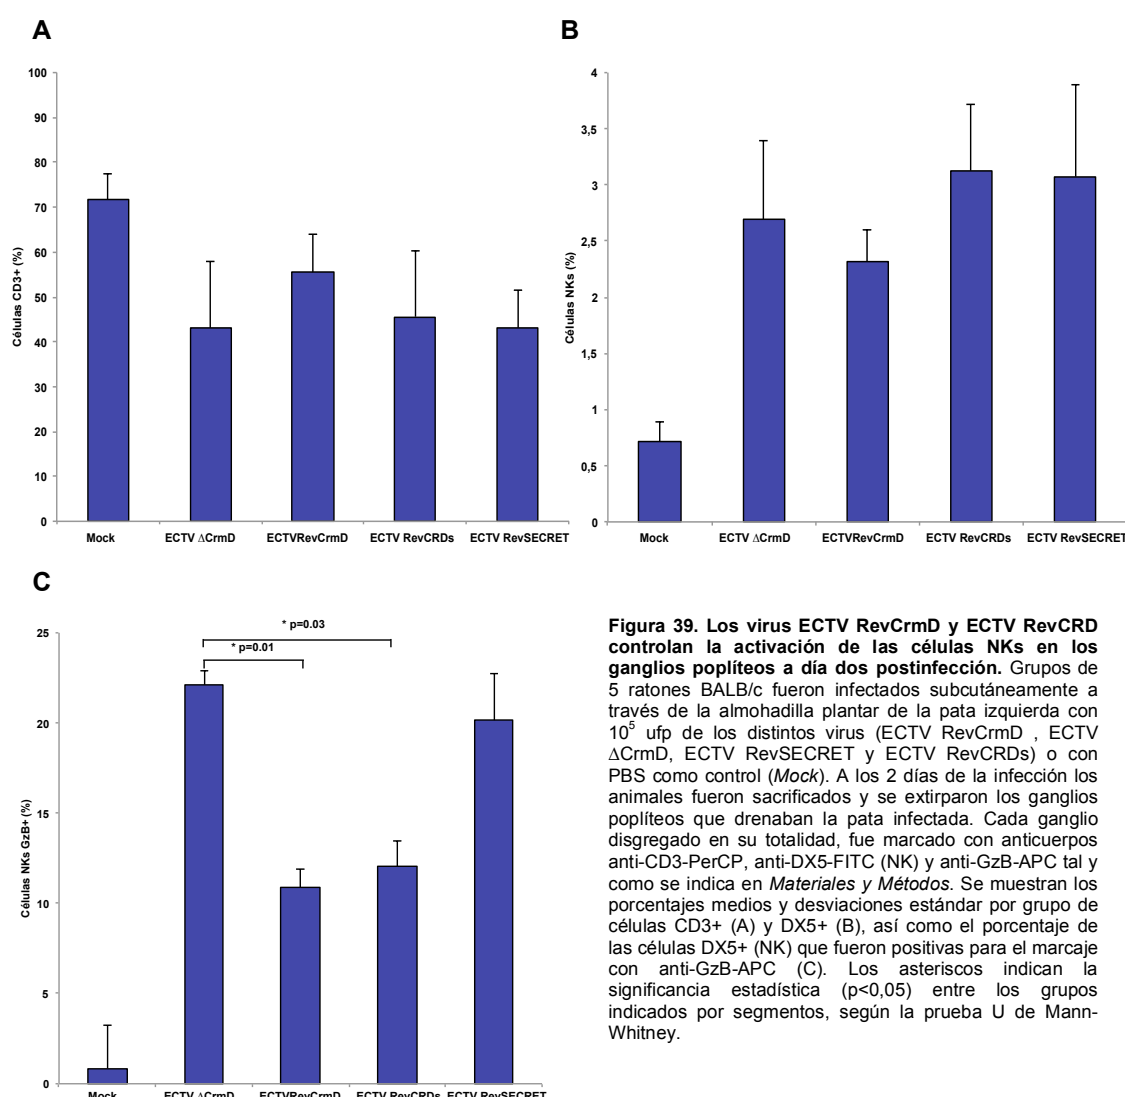 A
100
90
80
70
60
50
40
30
20
10
0
Células CD3+ (%)
Mock ECTV ∆CrmD ECTVRevCrmD ECTV RevCRDs ECTV RevSECRET
B
4
3,5
3
2,5
2
1,5
1
0,5
0
Células NKs (%)
Mock ECTV ∆CrmD ECTVRevCrmD ECTV RevCRDs ECTV RevSECRET
C
25
20
15
10
5
0
Células NKs GzB+ (%)
* p=0.03
* p=0.01
Mock ECTV ∆CrmD ECTVRevCrmD ECTV RevCRDs ECTV RevSECRET
Figura 39. Los virus ECTV RevCrmD y ECTV RevCRD
controlan la activación de las células NKs en los
ganglios poplíteos a día dos postinfección. Grupos de
5 ratones BALB/c fueron infectados subcutáneamente a
través de la almohadilla plantar de la pata izquierda con
10⁵ ufp de los distintos virus (ECTV RevCrmD , ECTV
∆CrmD, ECTV RevSECRET y ECTV RevCRDs) o con
PBS como control (Mock). A los 2 días de la infección los
animales fueron sacrificados y se extirparon los ganglios
poplíteos que drenaban la pata infectada. Cada ganglio
disgregado en su totalidad, fue marcado con anticuerpos
anti-CD3-PerCP, anti-DX5-FITC (NK) y anti-GzB-APC tal y
como se indica en Materiales y Métodos. Se muestran los
porcentajes medios y desviaciones estándar por grupo de
células CD3+ (A) y DX5+ (B), así como el porcentaje de
las células DX5+ (NK) que fueron positivas para el marcaje
con anti-GzB-APC (C). Los asteriscos indican la
significancia estadística (p<0,05) entre los grupos
indicados por segmentos, según la prueba U de Mann-
Whitney.